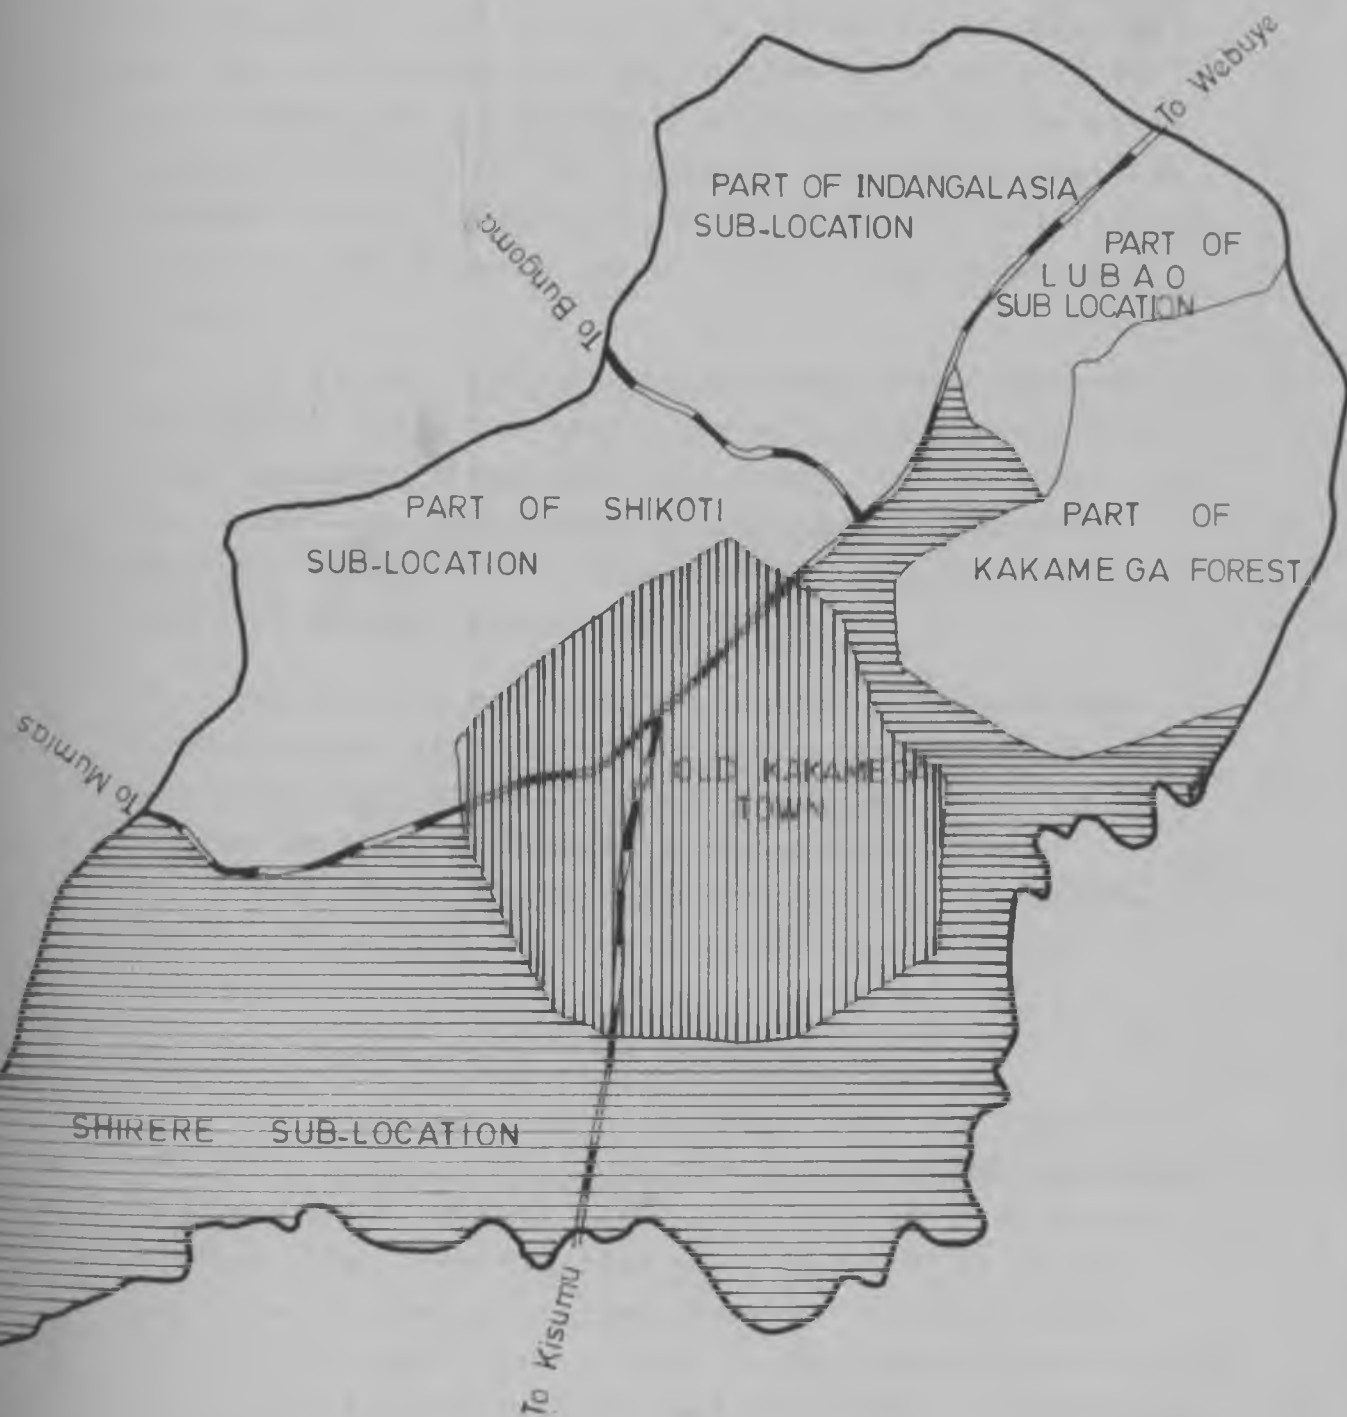 To Webuye
PART OF INDANGALASIA
SUB-LOCATION
PART OF
LUBAO
SUB LOCATION
To Bungoma
PART OF SHIKOTI
SUB-LOCATION
PART OF
KAKAMEGA FOREST
To Mumias
OLD KAKAMEGA
TOWN
SHIRERE SUB-LOCATION
To Kisumu